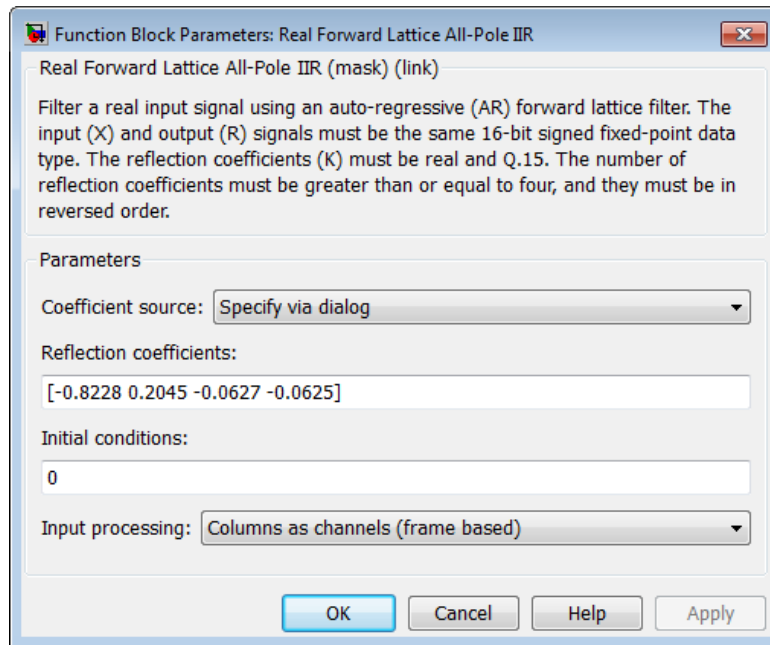 Function Block Parameters: Real Forward Lattice All-Pole IIR
Real Forward Lattice All-Pole IIR (mask) (link)
Filter a real input signal using an auto-regressive (AR) forward lattice filter. The
input (X) and output (R) signals must be the same 16-bit signed fixed-point data
type. The reflection coefficients (K) must be real and Q.15. The number of
reflection coefficients must be greater than or equal to four, and they must be in
reversed order.
Parameters
Coefficient source: Specify via dialog
Reflection coefficients:
[-0.8228 0.2045 -0.0627 -0.0625]
Initial conditions:
0
Input processing: Columns as channels (frame based)
OK Cancel Help Apply